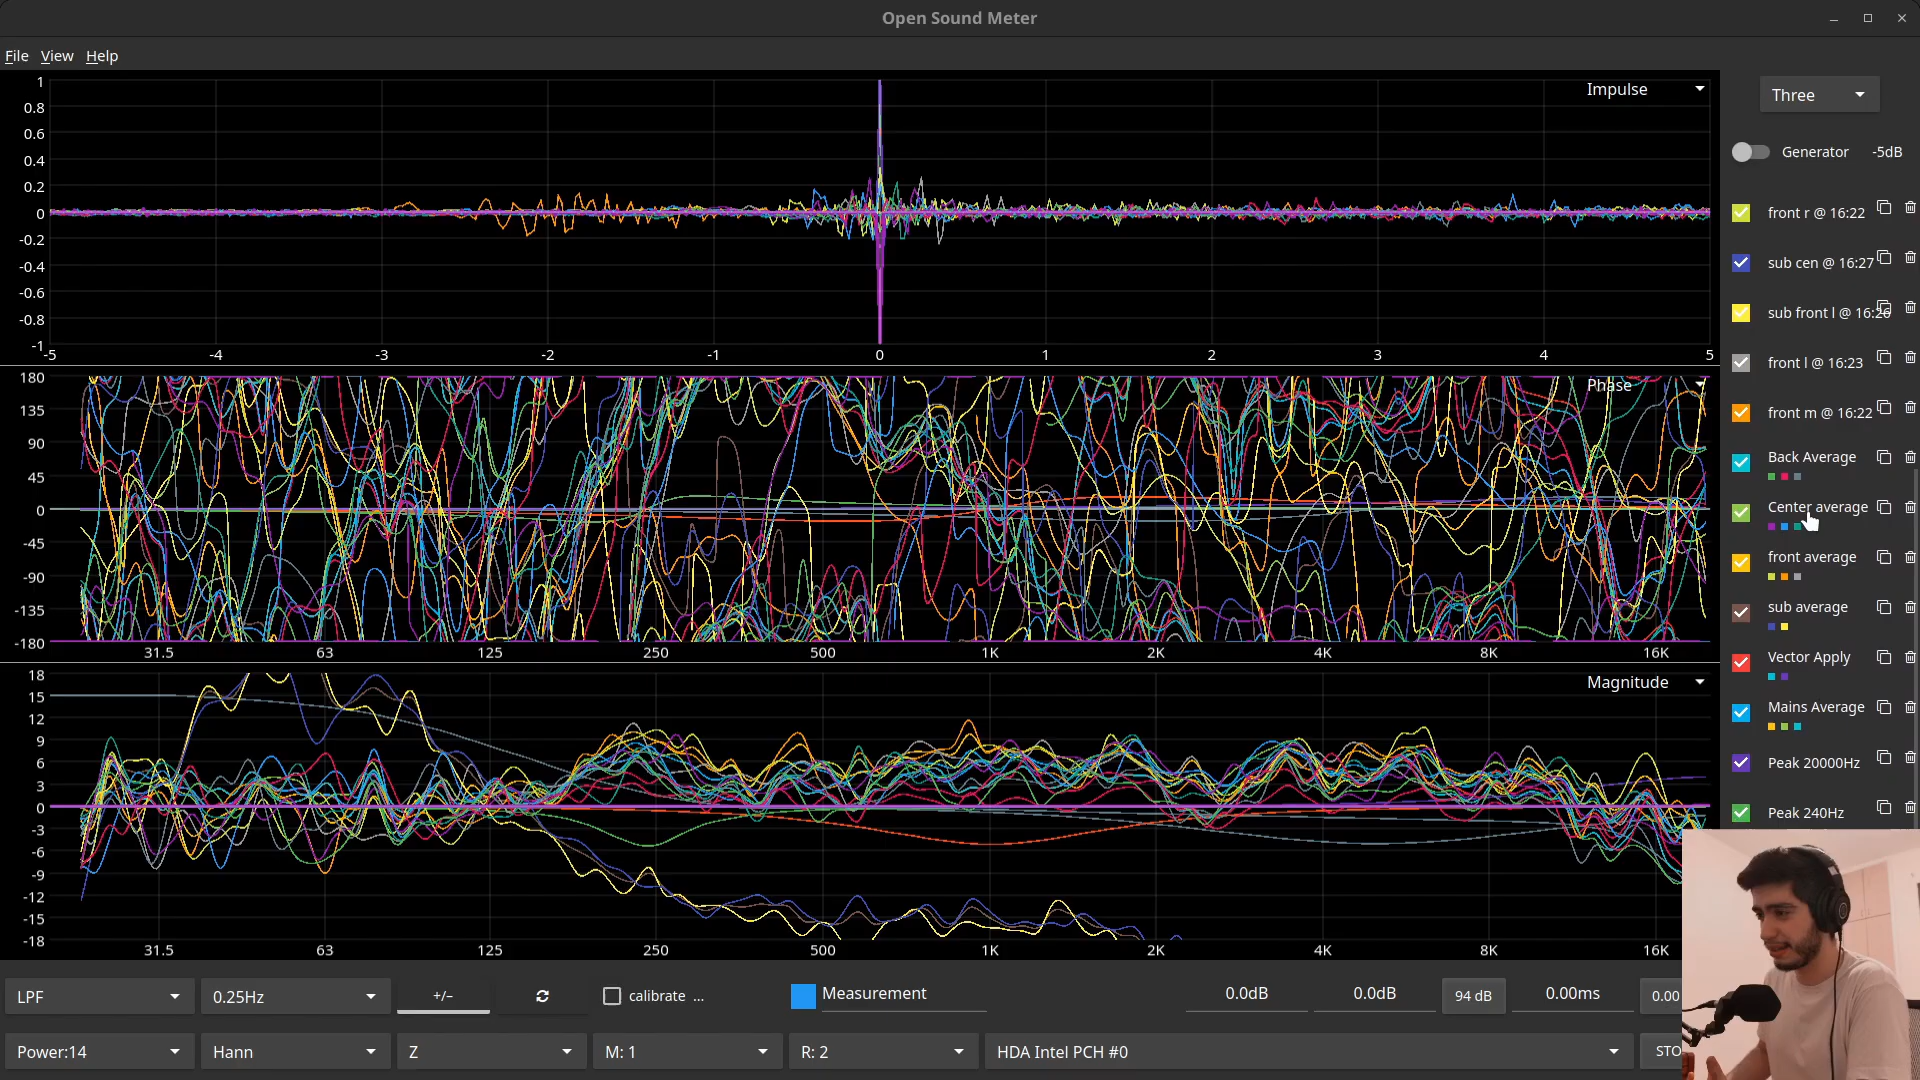 Open Sound Meter
File View Help
Impulse
1
0.8
0.6
0.4
0.2
0
-0.2
-0.4
-0.6
-0.8
-1
-5 -4 -3 -2 -1 0 1 2 3 4 5
Phase
180
135
90
45
0
-45
-90
-135
-180
31.5 63 125 250 500 1K 2K 4K 8K 16K
Magnitude
18
15
12
9
6
3
0
-3
-6
-9
-12
-15
-18
31.5 63 125 250 500 1K 2K 4K 8K 16K
Three
Generator -5dB
front r @ 16:22
sub cen @ 16:27
sub front l @ 16:26
front l @ 16:23
front m @ 16:22
Back Average
Center average
front average
sub average
Vector Apply
Mains Average
Peak 20000Hz
Peak 240Hz
LPF 0.25Hz +/− calibrate ... Measurement 0.0dB 0.0dB 94 dB 0.00ms 0.00
Power:14 Hann Z M: 1 R: 2 HDA Intel PCH #0 STO